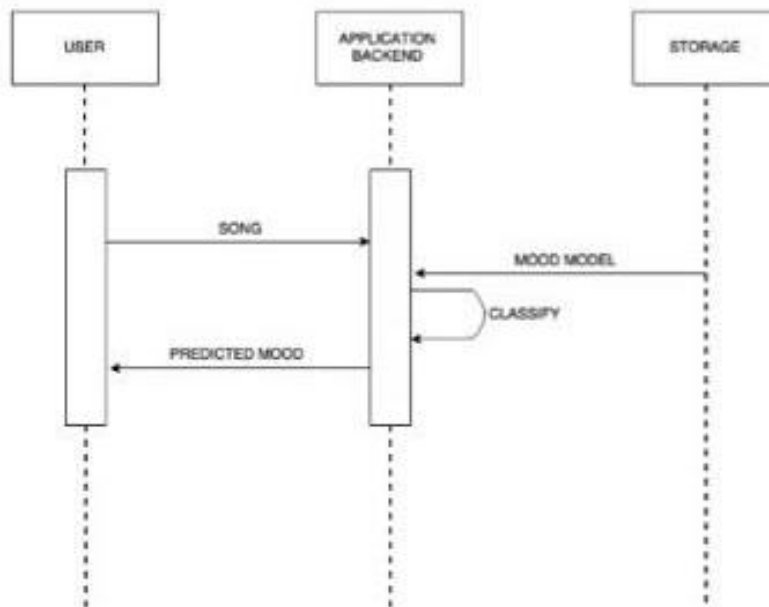 USER
APPLICATION
BACKEND
STORAGE
SONG
MOOD MODEL
CLASSIFY
PREDICTED MOOD